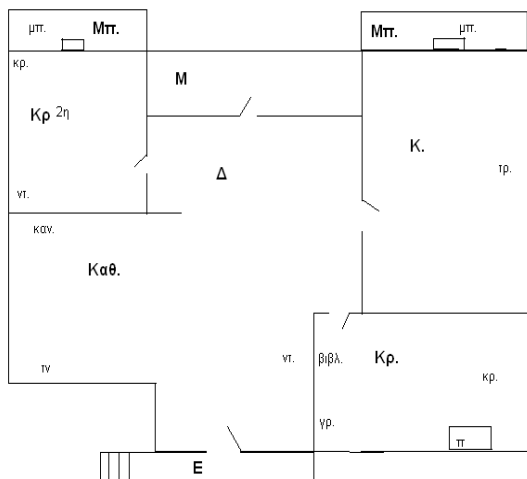 μπ. Μπ.
Μπ. μπ.
κρ.
Μ
Κρ 2η
Κ.
τρ.
Δ
ντ.
καν.
Καθ.
ντ. βιβλ. Κρ.
τν
κρ.
γρ.
π
Ε